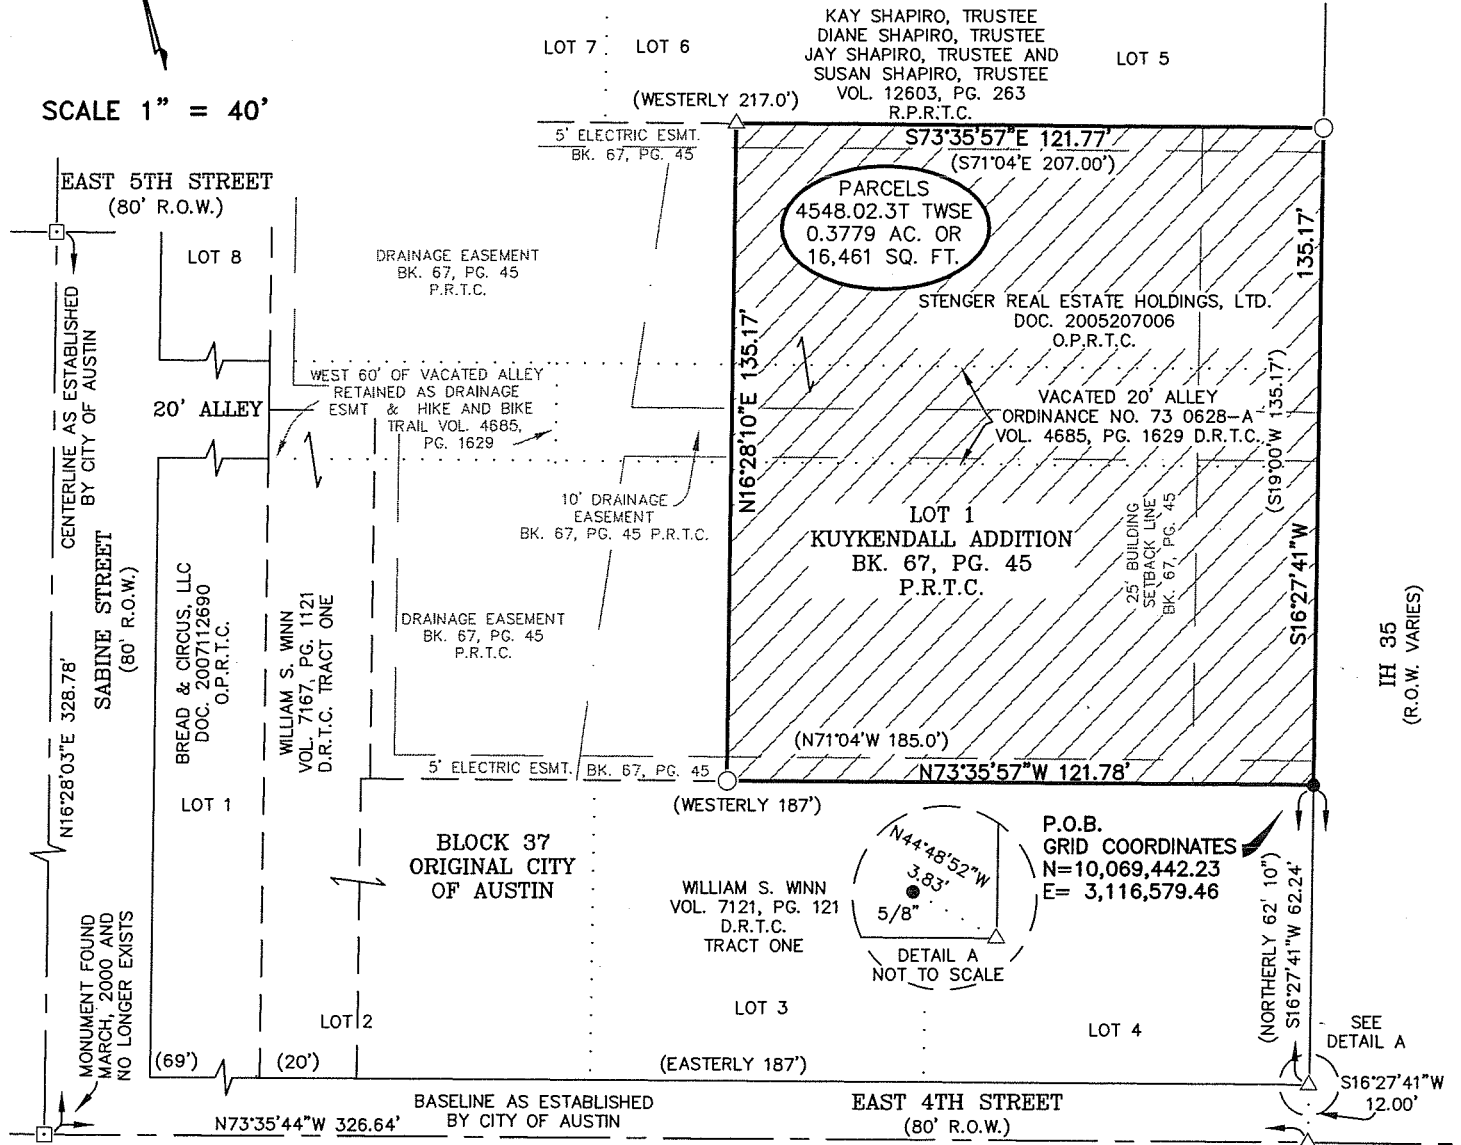 KAY SHAPIRO, TRUSTEE
DIANE SHAPIRO, TRUSTEE
JAY SHAPIRO, TRUSTEE AND
SUSAN SHAPIRO, TRUSTEE
VOL. 12603, PG. 263
R.P.R.T.C.
LOT 7
LOT 6
LOT 5
SCALE 1" = 40'
(WESTERLY 217.0')
5' ELECTRIC ESMT.
BK. 67, PG. 45
S73°35'57"E 121.77'
(S71°04'E 207.00')
EAST 5TH STREET
(80' R.O.W.)
LOT 8
DRAINAGE EASEMENT
BK. 67, PG. 45
P.R.T.C.
PARCELS
4548.02.3T TWSE
0.3779 AC. OR
16,461 SQ. FT.
135.17'
STENGER REAL ESTATE HOLDINGS, LTD.
DOC. 2005207006
O.P.R.T.C.
CENTERLINE AS ESTABLISHED
BY CITY OF AUSTIN
WEST 60' OF VACATED ALLEY
RETAINED AS DRAINAGE
ESMT & HIKE AND BIKE
TRAIL VOL. 4685,
PG. 1629
20' ALLEY
N16°28'10"E 135.17'
VACATED 20' ALLEY
ORDINANCE NO. 73 0628-A
VOL. 4685, PG. 1629 D.R.T.C.
(S19°00'W 135.17')
10' DRAINAGE
EASEMENT
BK. 67, PG. 45 P.R.T.C.
LOT 1
KUYKENDALL ADDITION
BK. 67, PG. 45
P.R.T.C.
25' BUILDING
SETBACK LINE
BK. 67, PG. 45
S16°27'41"W
SABINE STREET
(80' R.O.W.)
N16°28'03"E 328.78'
BREAD & CIRCUS, LLC
DOC. 2007112690
O.P.R.T.C.
WILLIAM S. WINN
VOL. 7167, PG. 1121
D.R.T.C. TRACT ONE
DRAINAGE EASEMENT
BK. 67, PG. 45
P.R.T.C.
IH 35
(R.O.W. VARIES)
(N71°04'W 185.0')
5' ELECTRIC ESMT. BK. 67, PG. 45
N73°35'57"W 121.78'
LOT 1
(WESTERLY 187')
BLOCK 37
ORIGINAL CITY
OF AUSTIN
P.O.B.
GRID COORDINATES
N=10,069,442.23
E= 3,116,579.46
N44°48'52"W
3.83'
5/8"
DETAIL A
NOT TO SCALE
WILLIAM S. WINN
VOL. 7121, PG. 121
D.R.T.C.
TRACT ONE
(NORTHERLY 62' 10")
S16°27'41"W 62.24'
MONUMENT FOUND
MARCH, 2000 AND
NO LONGER EXISTS
LOT 2
LOT 3
LOT 4
SEE
DETAIL A
(69')
(20')
(EASTERLY 187')
S16°27'41"W
12.00'
N73°35'44"W 326.64'
BASELINE AS ESTABLISHED
BY CITY OF AUSTIN
EAST 4TH STREET
(80' R.O.W.)